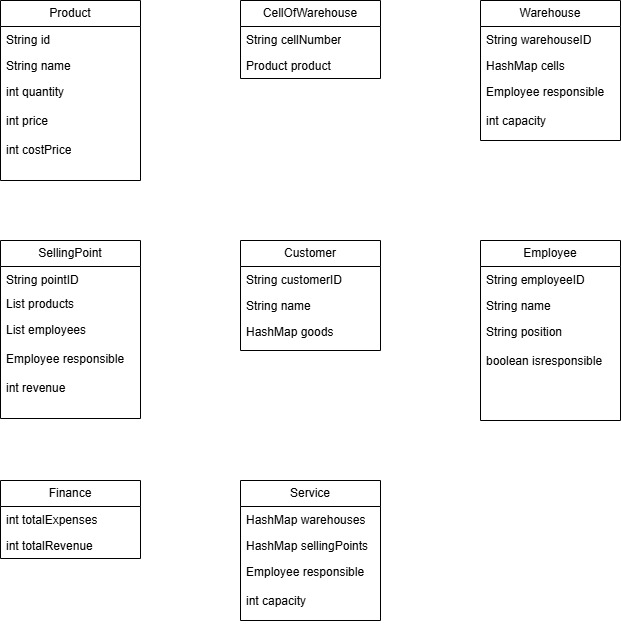 Product
String id
String name
int quantity
int price
int costPrice
CellOfWarehouse
String cellNumber
Product product
Warehouse
String warehouseID
HashMap cells
Employee responsible
int capacity
SellingPoint
String pointID
List products
List employees
Employee responsible
int revenue
Customer
String customerID
String name
HashMap goods
Employee
String employeeID
String name
String position
boolean isresponsible
Finance
int totalExpenses
int totalRevenue
Service
HashMap warehouses
HashMap sellingPoints
Employee responsible
int capacity